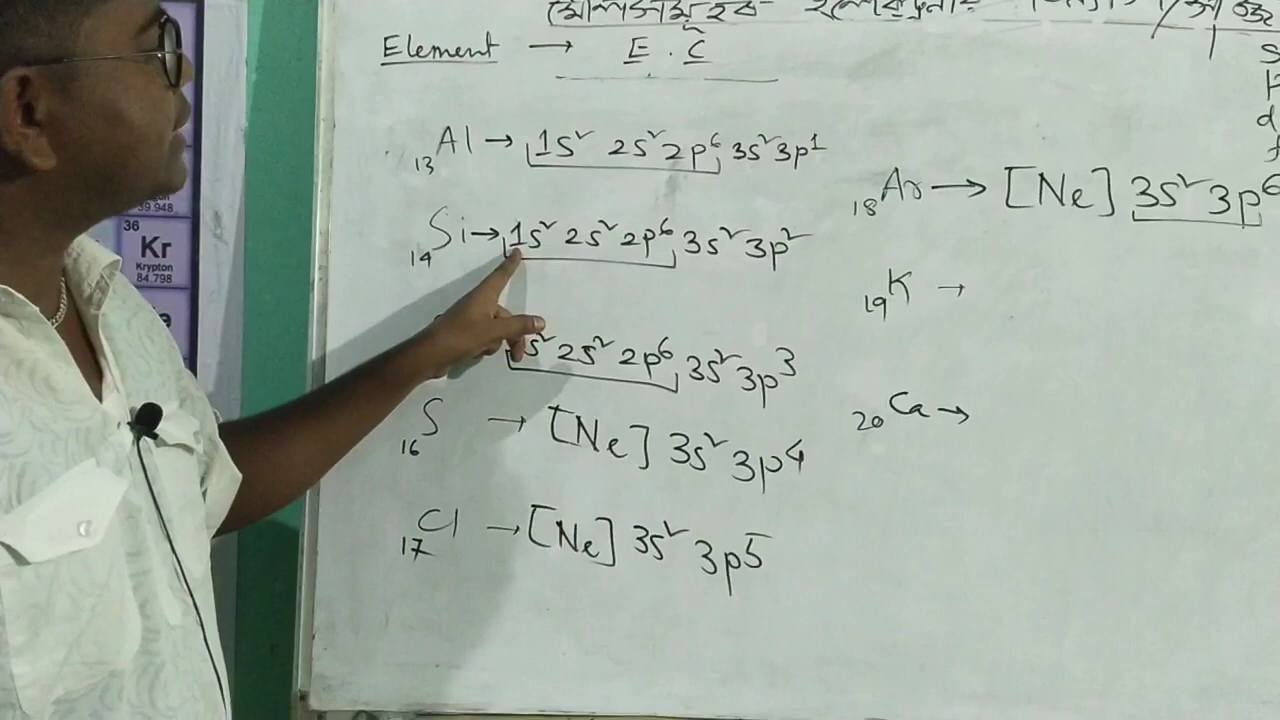 Element → E.C
39.948
36
Kr
Krypton
84.798
₁₃Al → 1s² 2s² 2p⁶ 3s² 3p¹
₁₄Si → 1s² 2s² 2p⁶ 3s² 3p²
s² 2s² 2p⁶ 3s² 3p³
₁₆S → [Ne] 3s² 3p⁴
₁₇Cl → [Ne] 3s² 3p⁵
₁₈Ar → [Ne] 3s² 3p⁶
₁₉K →
₂₀Ca →
s
p
d
f